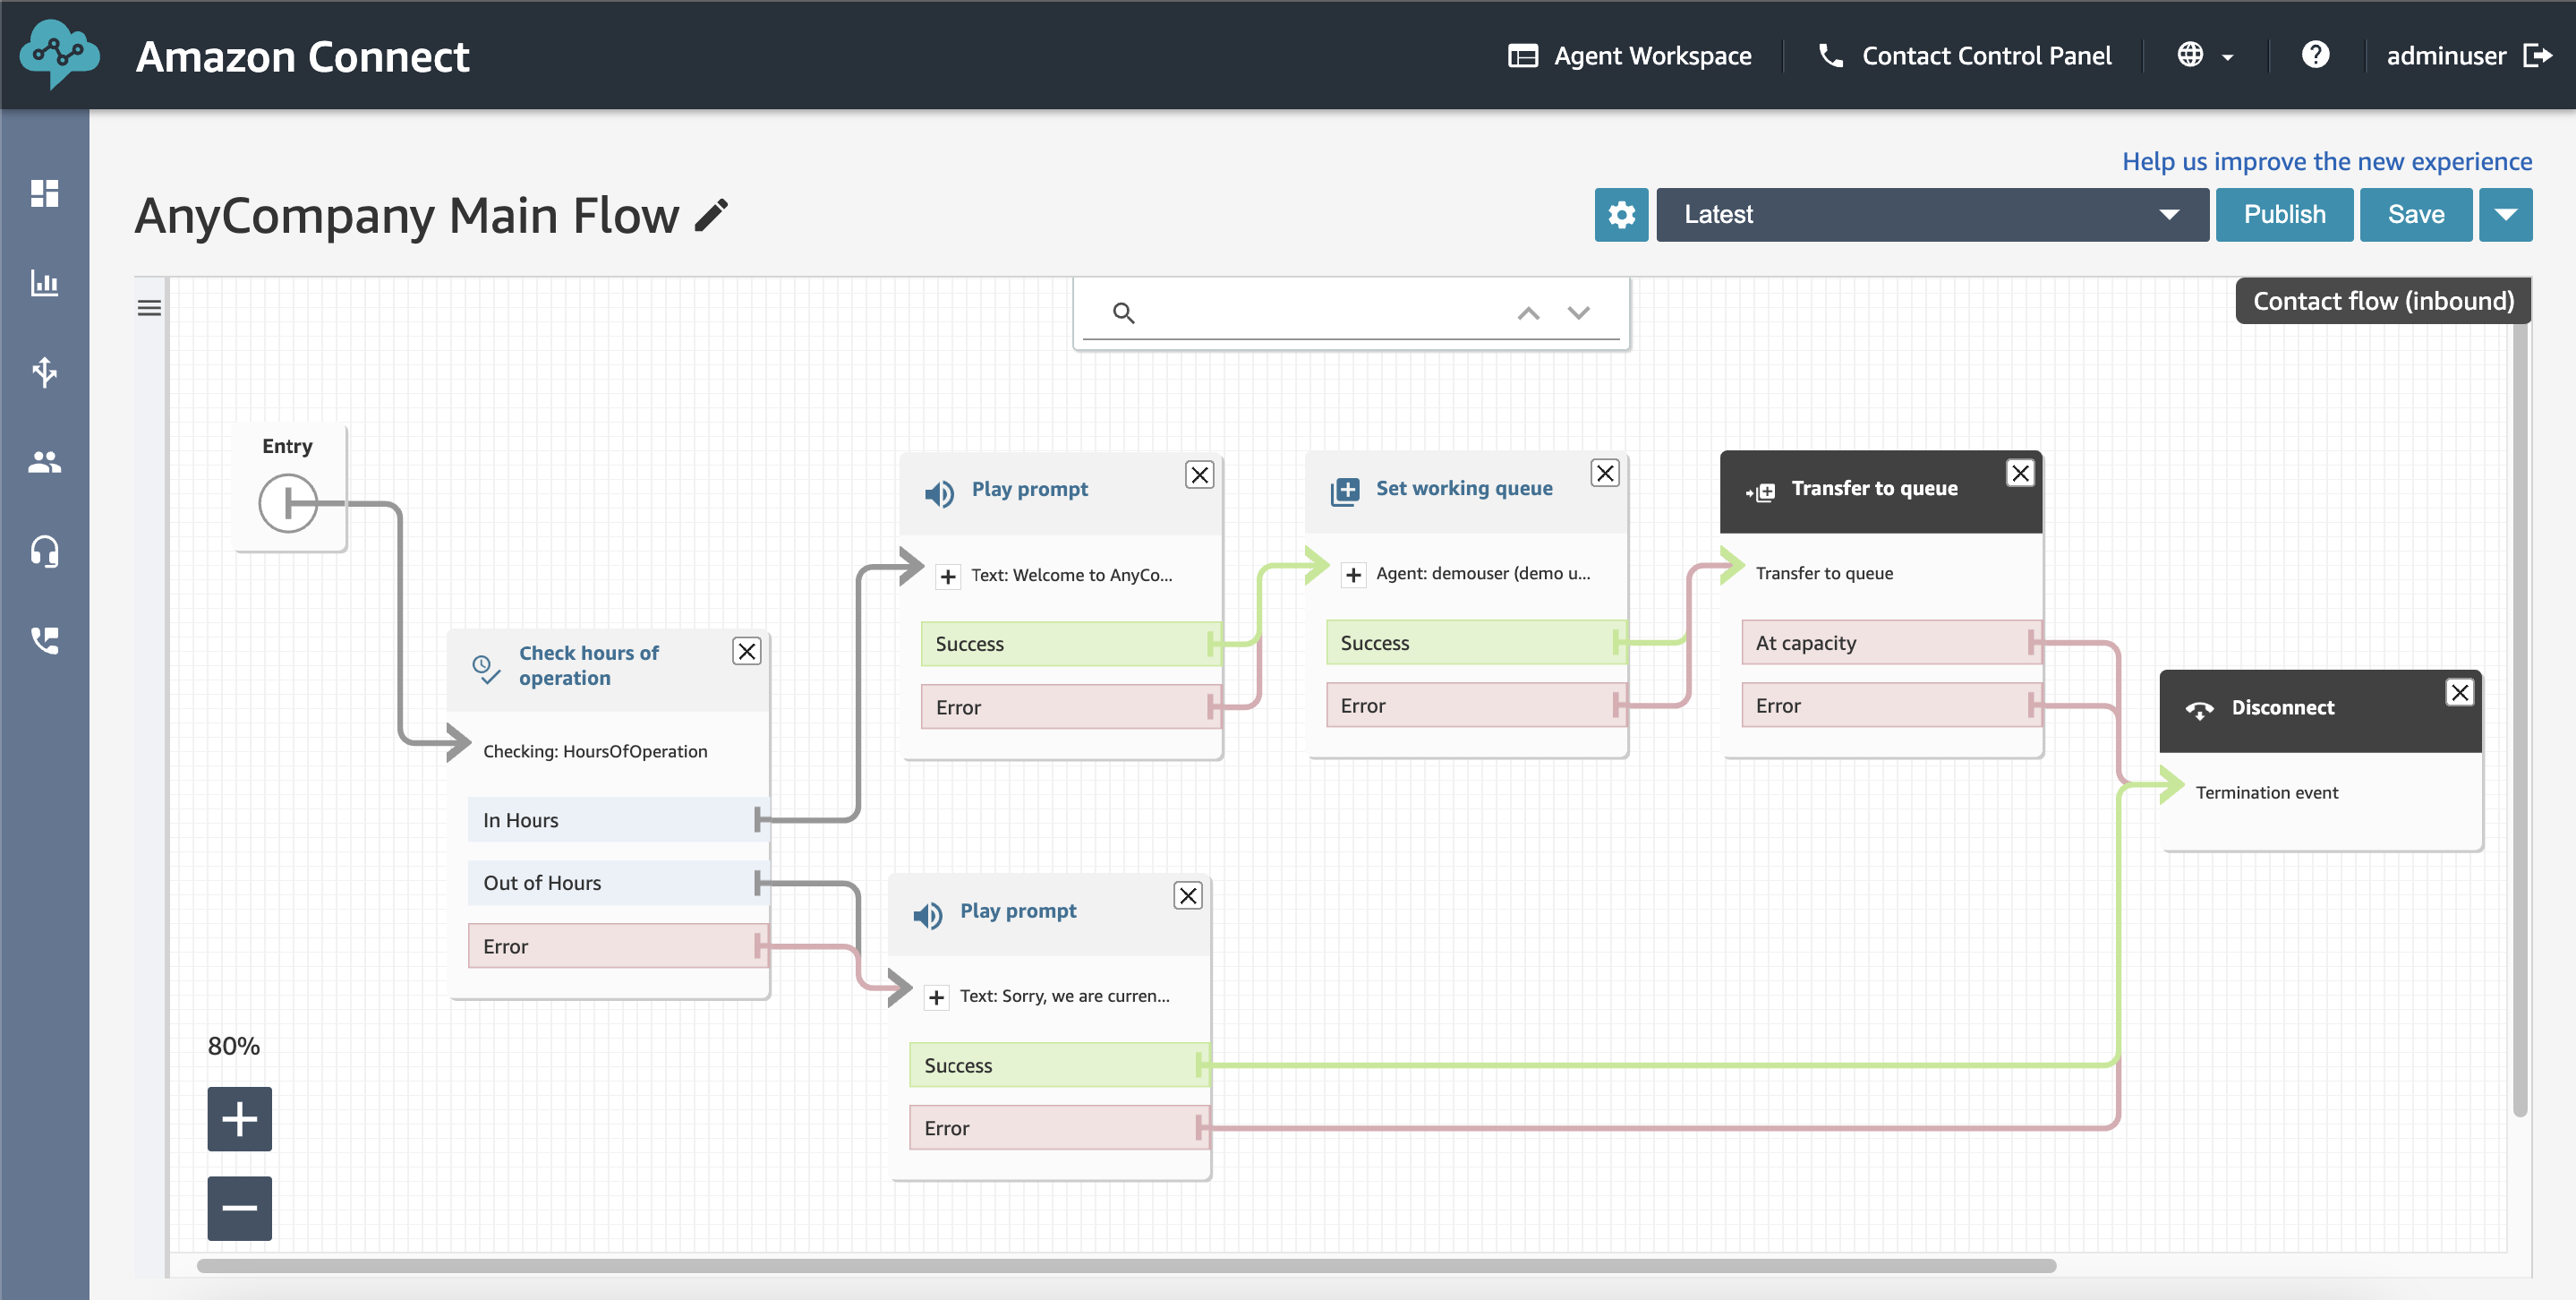 Amazon Connect
Agent Workspace
Contact Control Panel
adminuser
Help us improve the new experience
AnyCompany Main Flow
Latest
Publish
Save
Contact flow (inbound)
Entry
Check hours of
operation
Checking: HoursOfOperation
In Hours
Out of Hours
Error
Play prompt
Text: Welcome to AnyCo...
Success
Error
Set working queue
Agent: demouser (demo u...
Success
Error
Transfer to queue
Transfer to queue
At capacity
Error
Disconnect
Termination event
Play prompt
Text: Sorry, we are curren...
Success
Error
80%